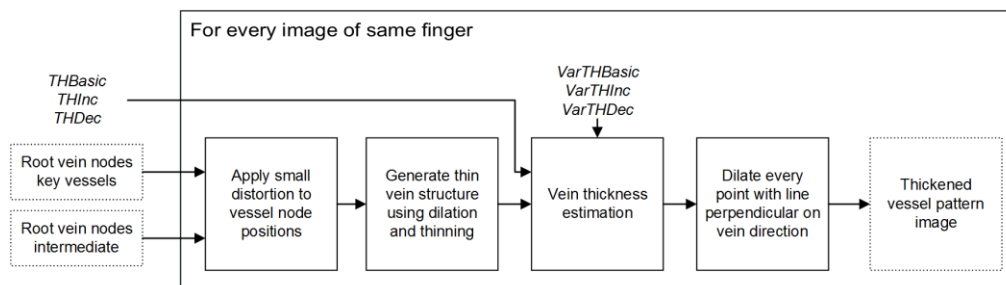 For every image of same finger
THBasic
THInc
THDec
VarTHBasic
VarTHInc
VarTHDec
Root vein nodes
key vessels
Root vein nodes
intermediate
Apply small
distortion to
vessel node
positions
Generate thin
vein structure
using dilation
and thinning
Vein thickness
estimation
Dilate every
point with line
perpendicular on
vein direction
Thickened
vessel pattern
image